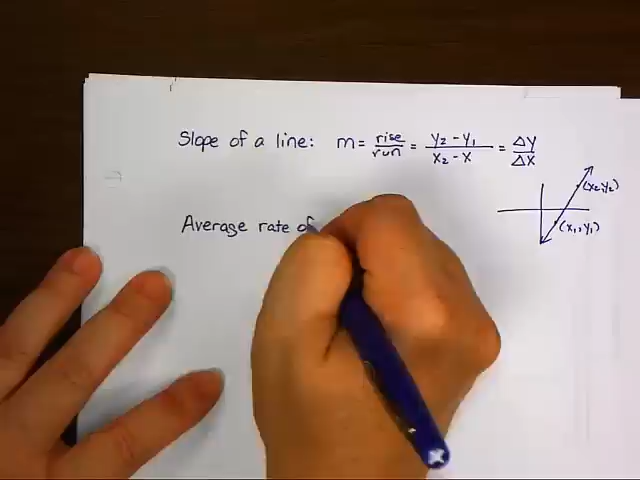 Slope of a line: m = rise/run = y₂ - y₁/x₂ - x = Δy/Δx
(x₂, y₂)
Average rate of
(x₁, y₁)